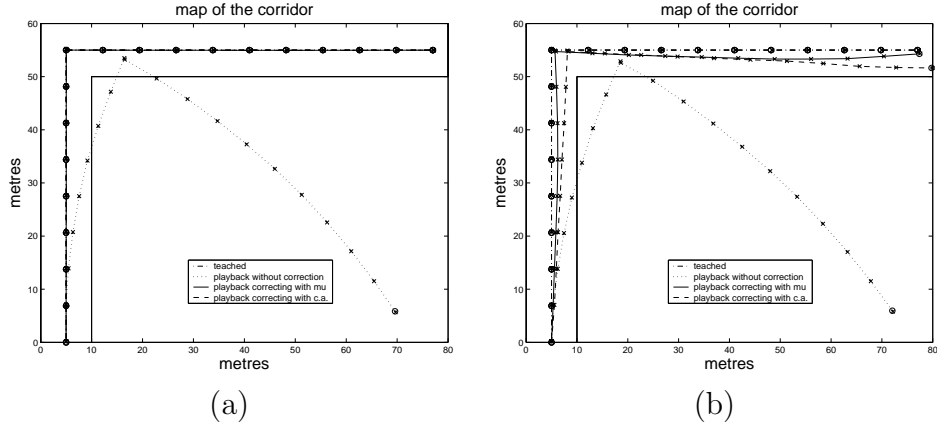 map of the corridor
60
50
40
30
20
10
0
metres
teached
playback without correction
playback correcting with mu
playback correcting with c.a.
0 10 20 30 40 50 60 70 80
metres
(a)
map of the corridor
60
50
40
30
20
10
0
metres
teached
playback without correction
playback correcting with mu
playback correcting with c.a.
0 10 20 30 40 50 60 70 80
metres
(b)